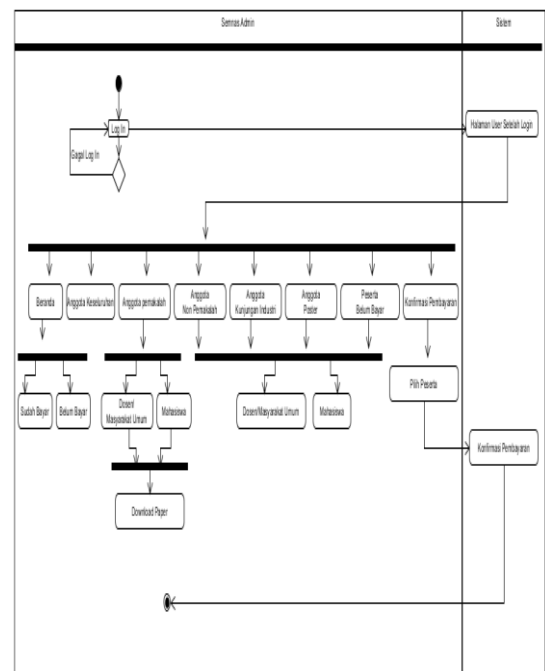 Semnas Admin
Sistem
Log In
Halaman User Setelah Login
Gagal Log In
Beranda
Anggota Keseluruhan
Anggota pemakalah
Anggota
Non Pemakalah
Anggota
Kunjungan Industri
Anggota
Poster
Peserta
Belum Bayar
Konfirmasi Pembayaran
Sudah Bayar
Belum Bayar
Dosen/
Masyarakat Umum
Mahasiswa
Dosen/Masyarakat Umum
Mahasiswa
Pilih Peserta
Konfirmasi Pembayaran
Download Paper